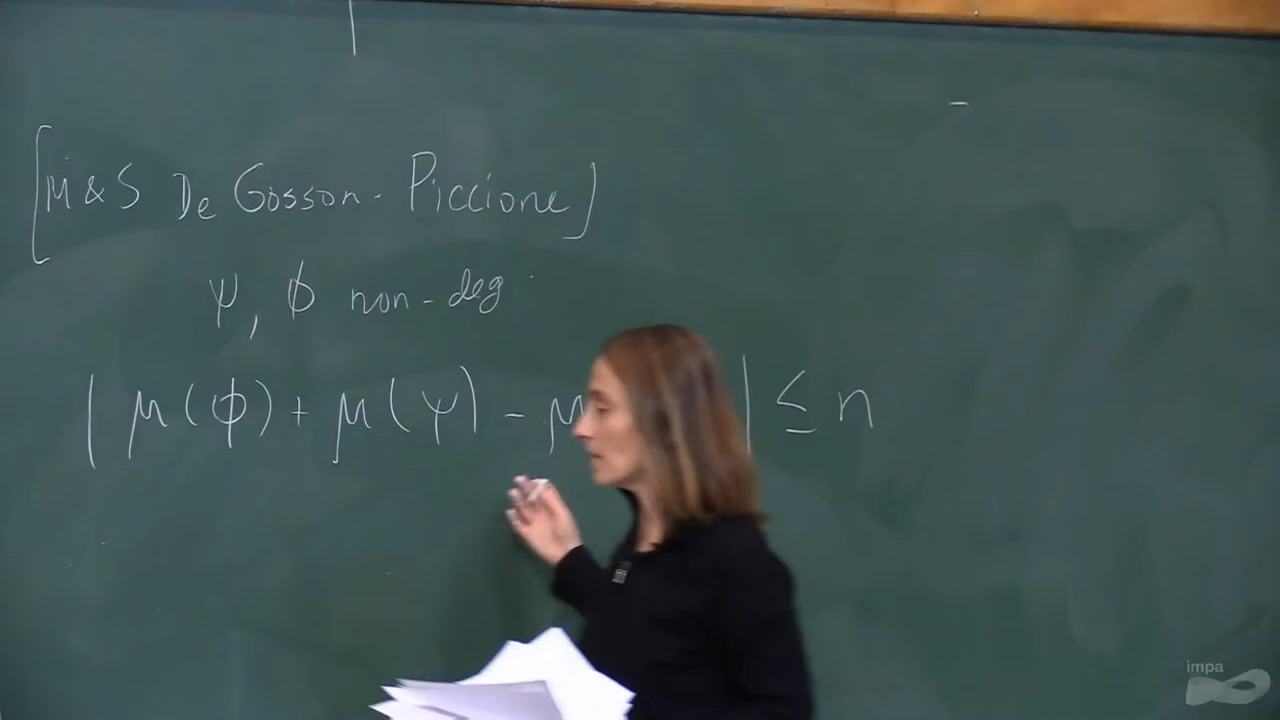 [M & S De Gosson - Piccione]
ψ, φ non-deg.
| μ(φ) + μ(ψ) - μ | ≤ n
impa